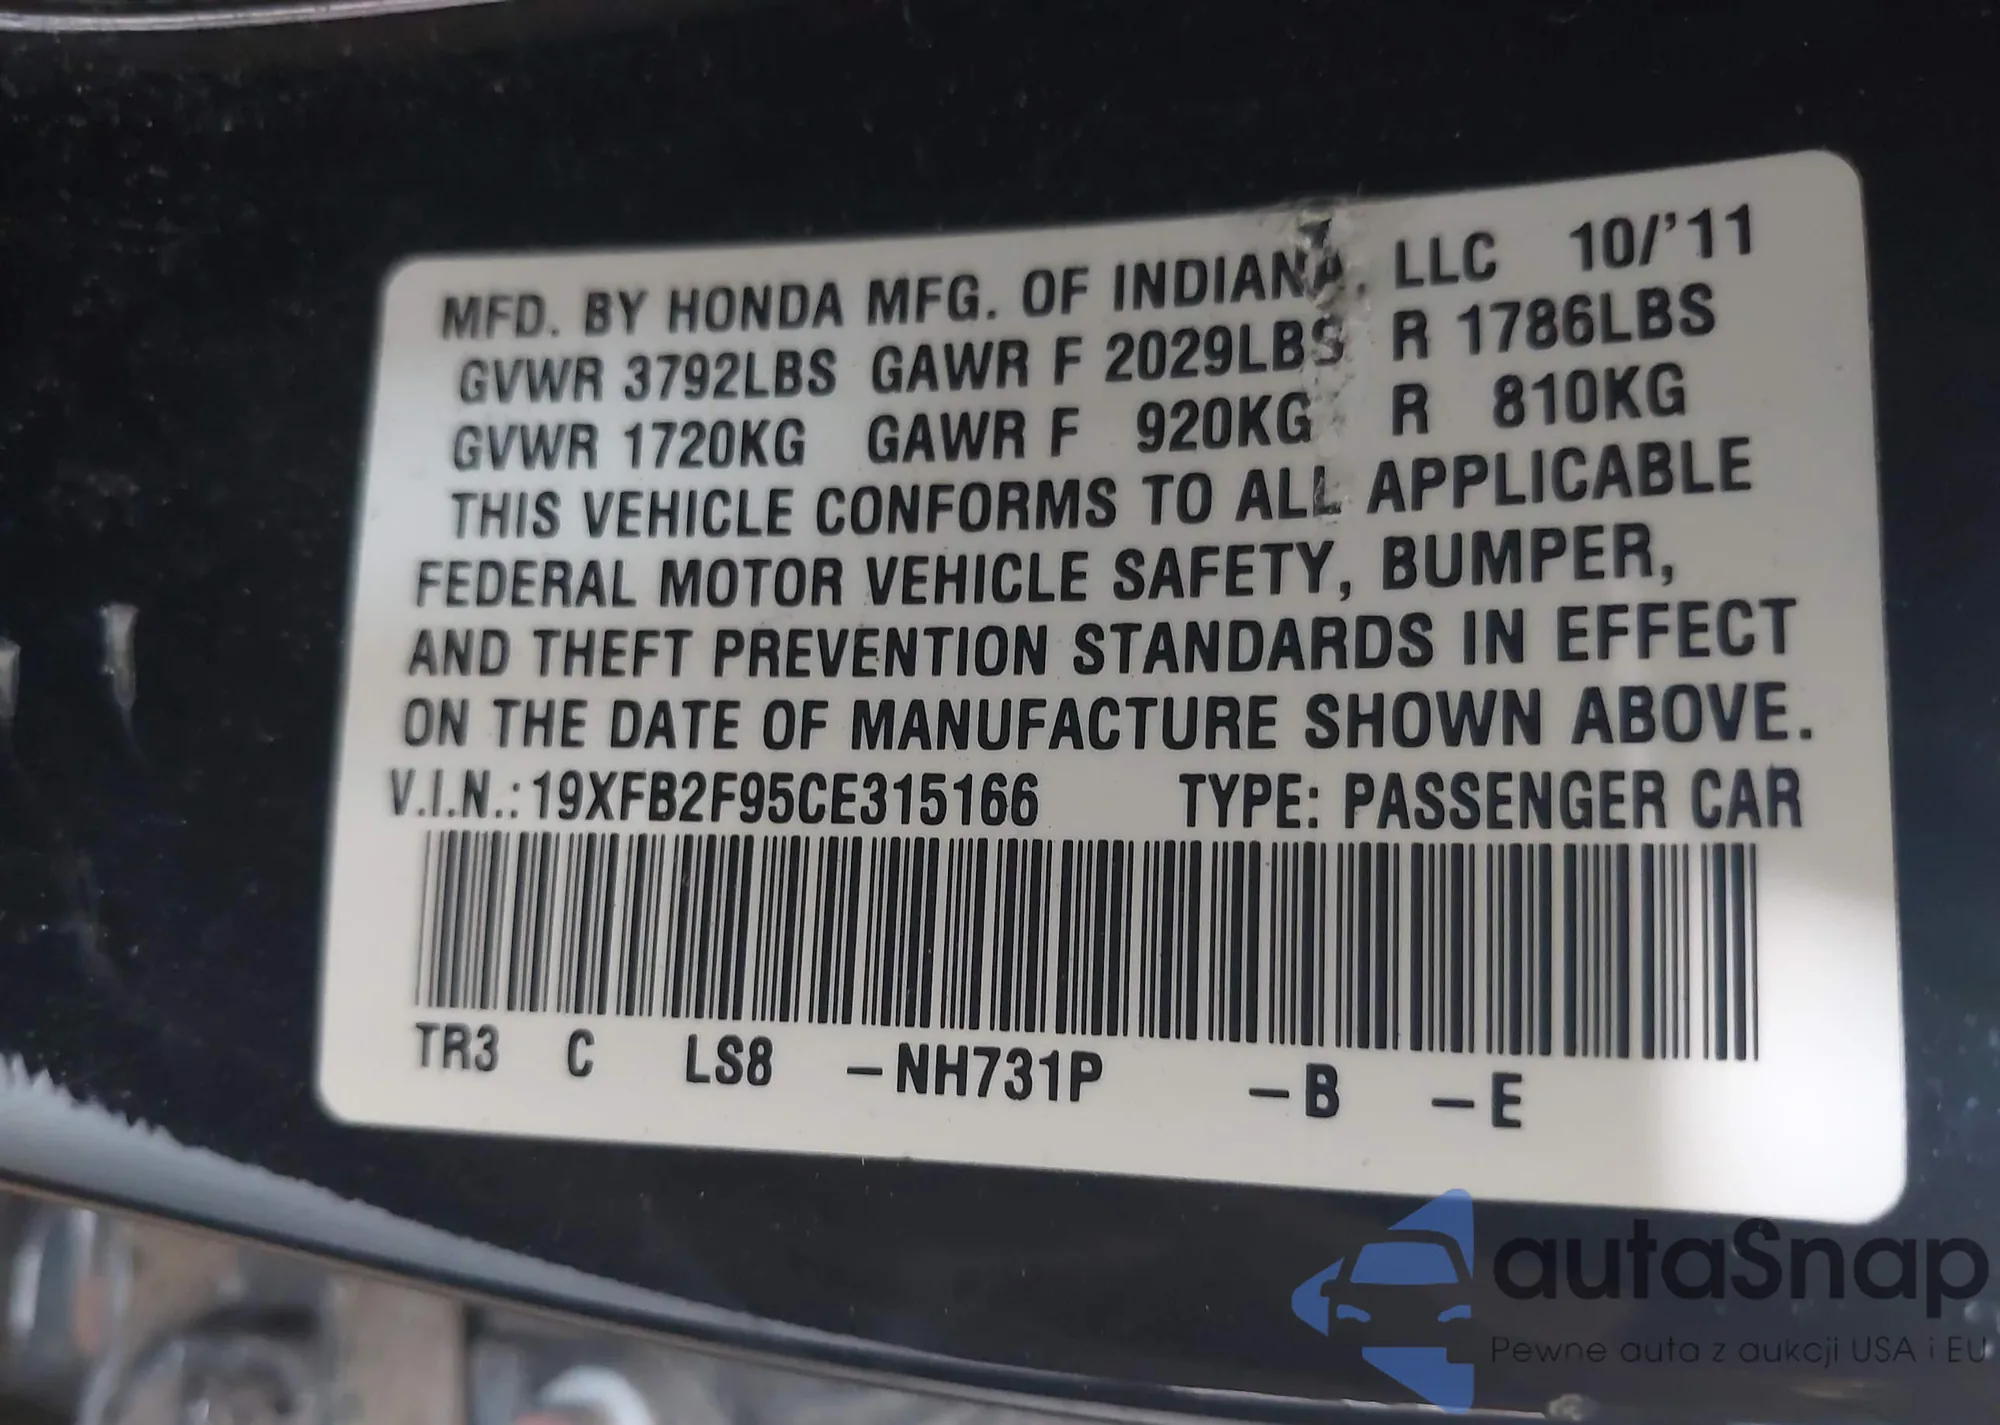 MFD. BY HONDA MFG. OF INDIANA, LLC 10/'11
GVWR 3792LBS GAWR F 2029LBS R 1786LBS
GVWR 1720KG GAWR F 920KG R 810KG
THIS VEHICLE CONFORMS TO ALL APPLICABLE
FEDERAL MOTOR VEHICLE SAFETY, BUMPER,
AND THEFT PREVENTION STANDARDS IN EFFECT
ON THE DATE OF MANUFACTURE SHOWN ABOVE.
V.I.N.: 19XFB2F95CE315166 TYPE: PASSENGER CAR
TR3 C LS8 –NH731P –B –E
autaSnap
Pewne auta z aukcji USA i EU